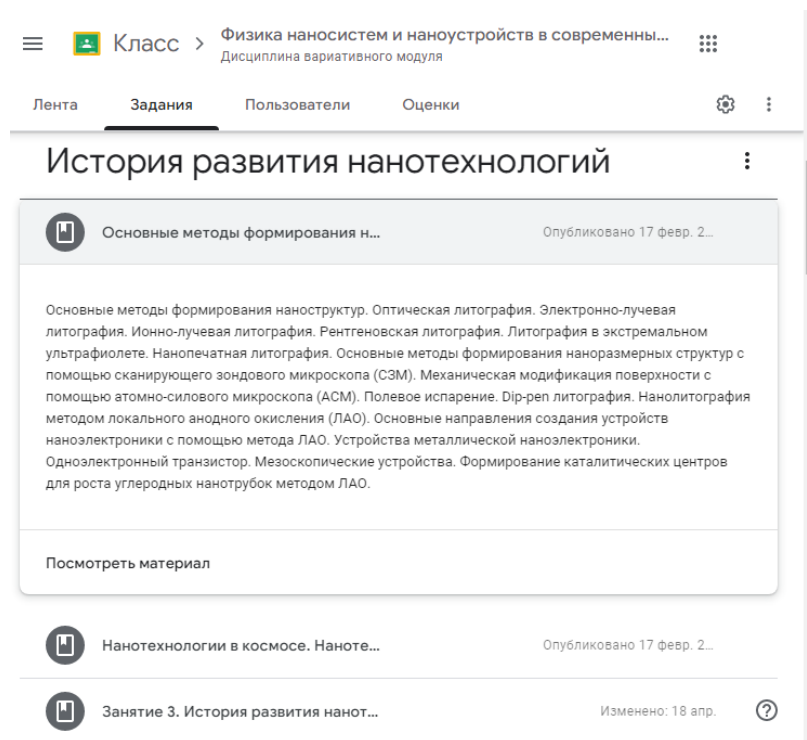 Класс > Физика наносистем и наноустройств в современны...
Дисциплина вариативного модуля
Лента Задания Пользователи Оценки
История развития нанотехнологий
Основные методы формирования н... Опубликовано 17 февр. 2...
Основные методы формирования наноструктур. Оптическая литография. Электронно-лучевая
литография. Ионно-лучевая литография. Рентгеновская литография. Литография в экстремальном
ультрафиолете. Нанопечатная литография. Основные методы формирования наноразмерных структур с
помощью сканирующего зондового микроскопа (СЗМ). Механическая модификация поверхности с
помощью атомно-силового микроскопа (АСМ). Полевое испарение. Dip-pen литография. Нанолитография
методом локального анодного окисления (ЛАО). Основные направления создания устройств
наноэлектроники с помощью метода ЛАО. Устройства металлической наноэлектроники.
Одноэлектронный транзистор. Мезоскопические устройства. Формирование каталитических центров
для роста углеродных нанотрубок методом ЛАО.
Посмотреть материал
Нанотехнологии в космосе. Наноте... Опубликовано 17 февр. 2...
Занятие 3. История развития нанот... Изменено: 18 апр.